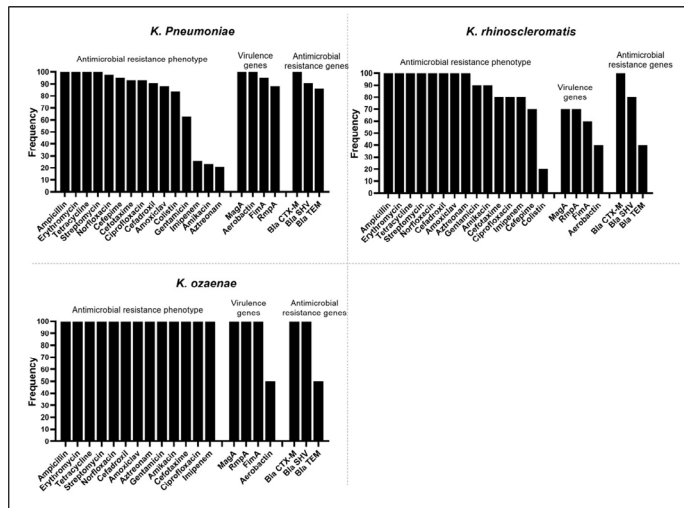 K. Pneumoniae
Antimicrobial resistance phenotype
Virulence
genes
Antimicrobial
resistance genes
Frequency
100
90
80
70
60
50
40
30
20
10
0
Ampicillin
Erythromycin
Tetracycline
Streptomycin
Norfloxacin
Cefepime
Cefotaxime
Ciprofloxacin
Cefadroxil
Amoxiclav
Colistin
Gentamicin
Imipenem
Amikacin
Aztreonam
MagA
Aerobactin
FimA
RmpA
Bla CTX-M
Bla SHV
Bla TEM
K. rhinoscleromatis
Antimicrobial resistance phenotype
Virulence
genes
Antimicrobial
resistance genes
Frequency
100
90
80
70
60
50
40
30
20
10
0
Ampicillin
Erythromycin
Tetracycline
Streptomycin
Norfloxacin
Cefadroxil
Amoxiclav
Aztreonam
Gentamicin
Amikacin
Cefotaxime
Ciprofloxacin
Imipenem
Cefepime
Colistin
MagA
RmpA
FimA
Aerobactin
Bla CTX-M
Bla SHV
Bla TEM
K. ozaenae
Antimicrobial resistance phenotype
Virulence
genes
Antimicrobial
resistance genes
Frequency
100
90
80
70
60
50
40
30
20
10
0
Ampicillin
Erythromycin
Tetracycline
Streptomycin
Norfloxacin
Cefadroxil
Amoxiclav
Aztreonam
Gentamicin
Amikacin
Cefotaxime
Ciprofloxacin
Imipenem
MagA
RmpA
FimA
Aerobactin
Bla CTX-M
Bla SHV
Bla TEM